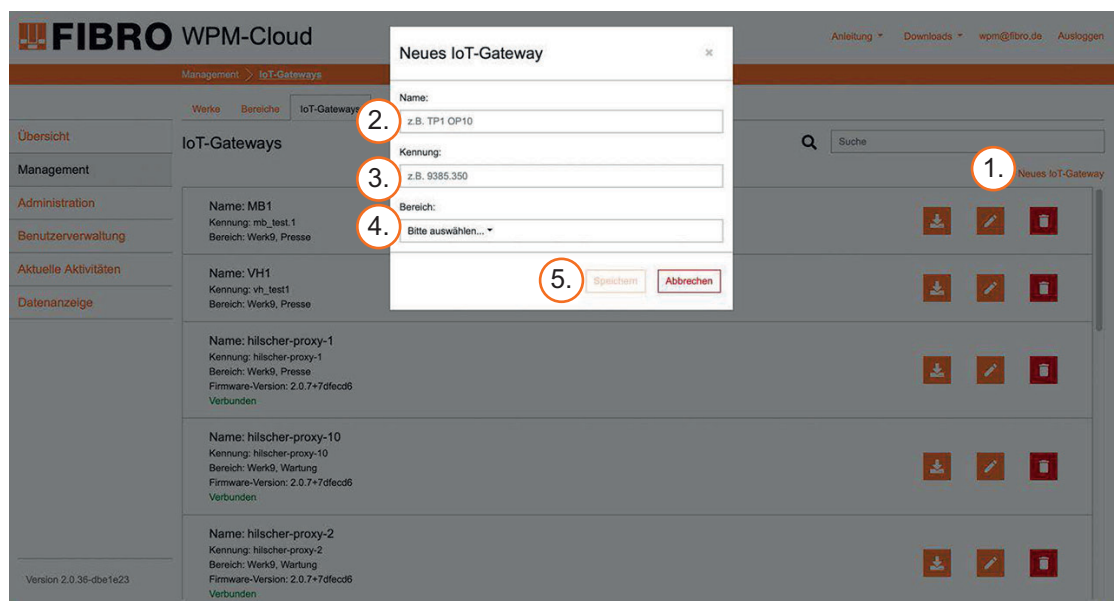 FIBRO WPM-Cloud
Anleitung Downloads wpm@fibro.de Ausloggen
Management > IoT-Gateways
Werke Bereiche IoT-Gateways
Übersicht
Management
Administration
Benutzerverwaltung
Aktuelle Aktivitäten
Datenanzeige
Version 2.0.36-dbe1e23
IoT-Gateways
Suche
1. Neues IoT-Gateway
Neues IoT-Gateway ×
Name:
2. z.B. TP1 OP10
Kennung:
3. z.B. 9385.350
Bereich:
4. Bitte auswählen...
5. Speichern Abbrechen
Name: MB1
Kennung: mb_test.1
Bereich: Werk9, Presse
Name: VH1
Kennung: vh_test1
Bereich: Werk9, Presse
Name: hilscher-proxy-1
Kennung: hilscher-proxy-1
Bereich: Werk9, Presse
Firmware-Version: 2.0.7+7dfecd6
Verbunden
Name: hilscher-proxy-10
Kennung: hilscher-proxy-10
Bereich: Werk9, Wartung
Firmware-Version: 2.0.7+7dfecd6
Verbunden
Name: hilscher-proxy-2
Kennung: hilscher-proxy-2
Bereich: Werk9, Wartung
Firmware-Version: 2.0.7+7dfecd6
Verbunden